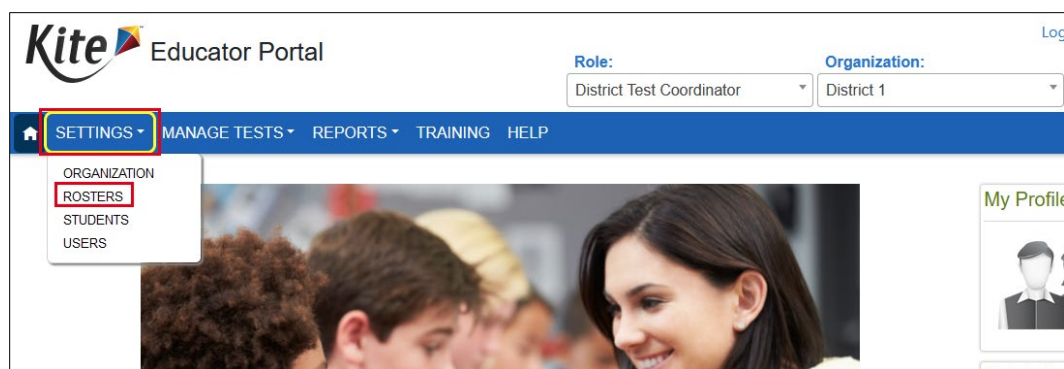 Kite Educator Portal
Log
Role:
Organization:
District Test Coordinator
District 1
SETTINGS MANAGE TESTS REPORTS TRAINING HELP
ORGANIZATION
ROSTERS
STUDENTS
USERS
My Profile